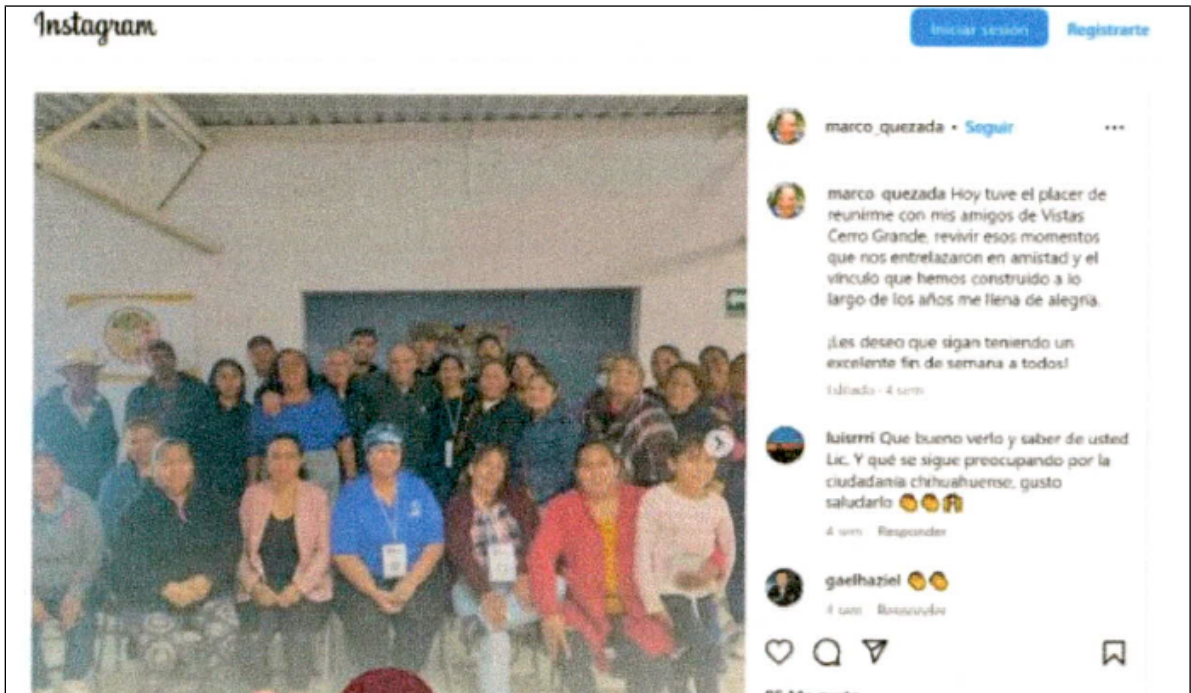 Instagram
Iniciar sesión
Registrarte
marco_quezada • Seguir
marco_quezada Hoy tuve el placer de
reunirme con mis amigos de Vistas
Cerro Grande, revivir esos momentos
que nos entrelazaron en amistad y el
vínculo que hemos construido a lo
largo de los años me llena de alegría.
¡Les deseo que sigan teniendo un
excelente fin de semana a todos!
Editado · 4 sem
luisrri Que bueno verlo y saber de usted
Lic. Y qué se sigue preocupando por la
ciudadanía chihuahuense, gusto
saludarlo 👏👏🙌
4 sem Responder
gaelhaziel 👏👏
4 sem Responder